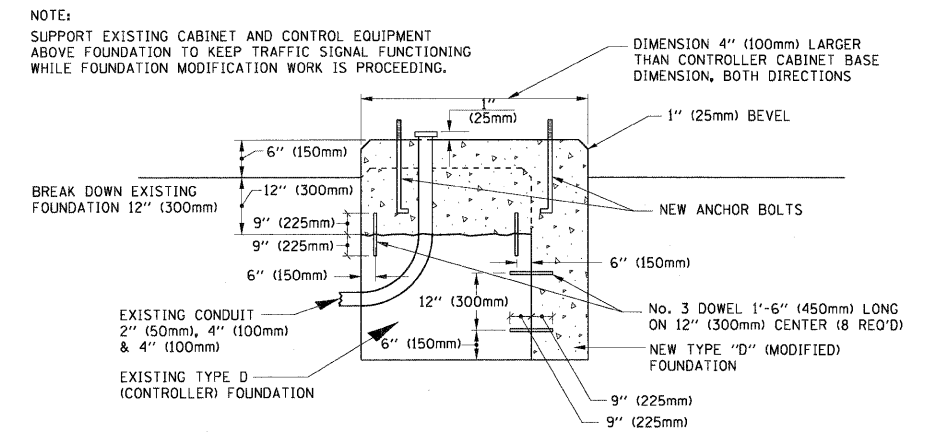 NOTE:
SUPPORT EXISTING CABINET AND CONTROL EQUIPMENT
ABOVE FOUNDATION TO KEEP TRAFFIC SIGNAL FUNCTIONING
WHILE FOUNDATION MODIFICATION WORK IS PROCEEDING.
DIMENSION 4" (100mm) LARGER
THAN CONTROLLER CABINET BASE
DIMENSION, BOTH DIRECTIONS
1"
(25mm)
1" (25mm) BEVEL
6" (150mm)
BREAK DOWN EXISTING
FOUNDATION 12" (300mm)
12" (300mm)
9" (225mm)
9" (225mm)
6" (150mm)
NEW ANCHOR BOLTS
6" (150mm)
12" (300mm)
6" (150mm)
EXISTING CONDUIT
2" (50mm), 4" (100mm)
& 4" (100mm)
No. 3 DOWEL 1'-6" (450mm) LONG
ON 12" (300mm) CENTER (8 REQ'D)
NEW TYPE "D" (MODIFIED)
FOUNDATION
EXISTING TYPE D
(CONTROLLER) FOUNDATION
9" (225mm)
9" (225mm)